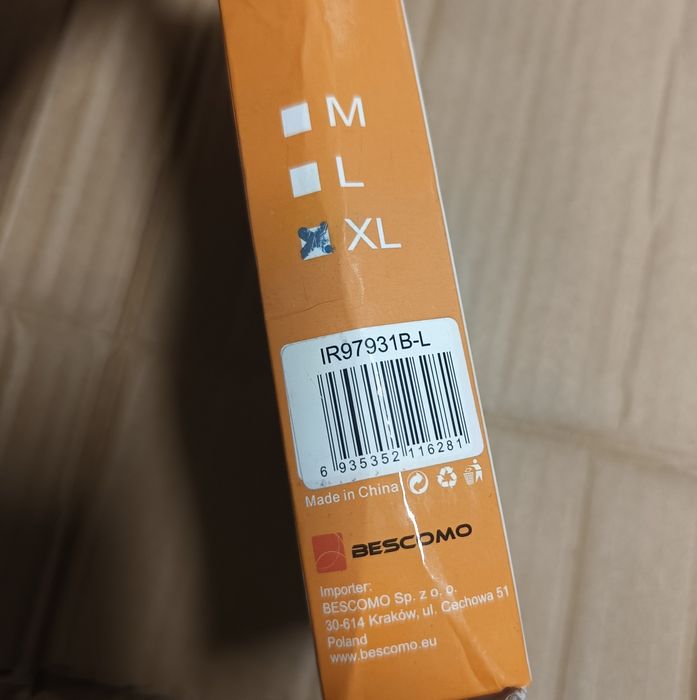 M
L
XL
IR97931B-L
6 935352 116281
Made in China
BESCOMO
Importer:
BESCOMO Sp. z o. o.
30-614 Kraków, ul. Cechowa 51
Poland
www.bescomo.eu